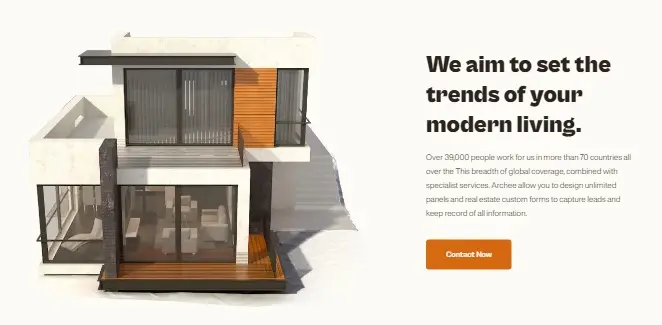 We aim to set the
trends of your
modern living.
Over 39,000 people work for us in more than 70 countries all
over the This breadth of global coverage, combined with
specialist services. Archee allow you to design unlimited
panels and real estate custom forms to capture leads and
keep record of all information.
Contact Now